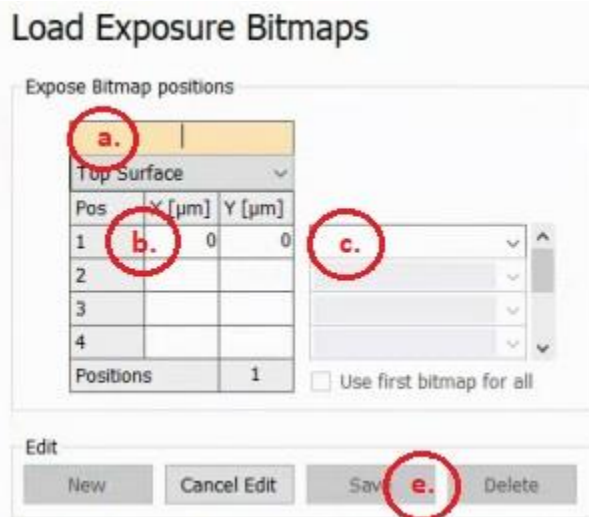 Load Exposure Bitmaps
Expose Bitmap positions
a.
Top Surface
Pos X [µm] Y [µm]
1 b. 0 0 c.
2
3
4
Positions 1
Use first bitmap for all
Edit
New Cancel Edit Sav e. Delete